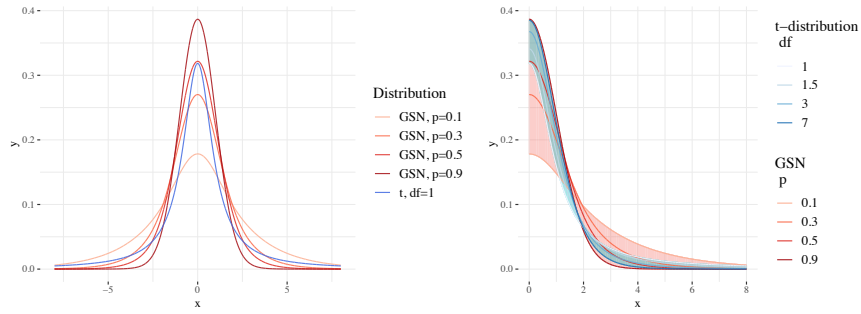 0.4
0.3
0.2
0.1
0.0
y
−5
0
5
x
Distribution
GSN, p=0.1
GSN, p=0.3
GSN, p=0.5
GSN, p=0.9
t, df=1
0.4
0.3
0.2
0.1
0.0
y
0
2
4
6
8
x
t−distribution
df
1
1.5
3
7
GSN
p
0.1
0.3
0.5
0.9